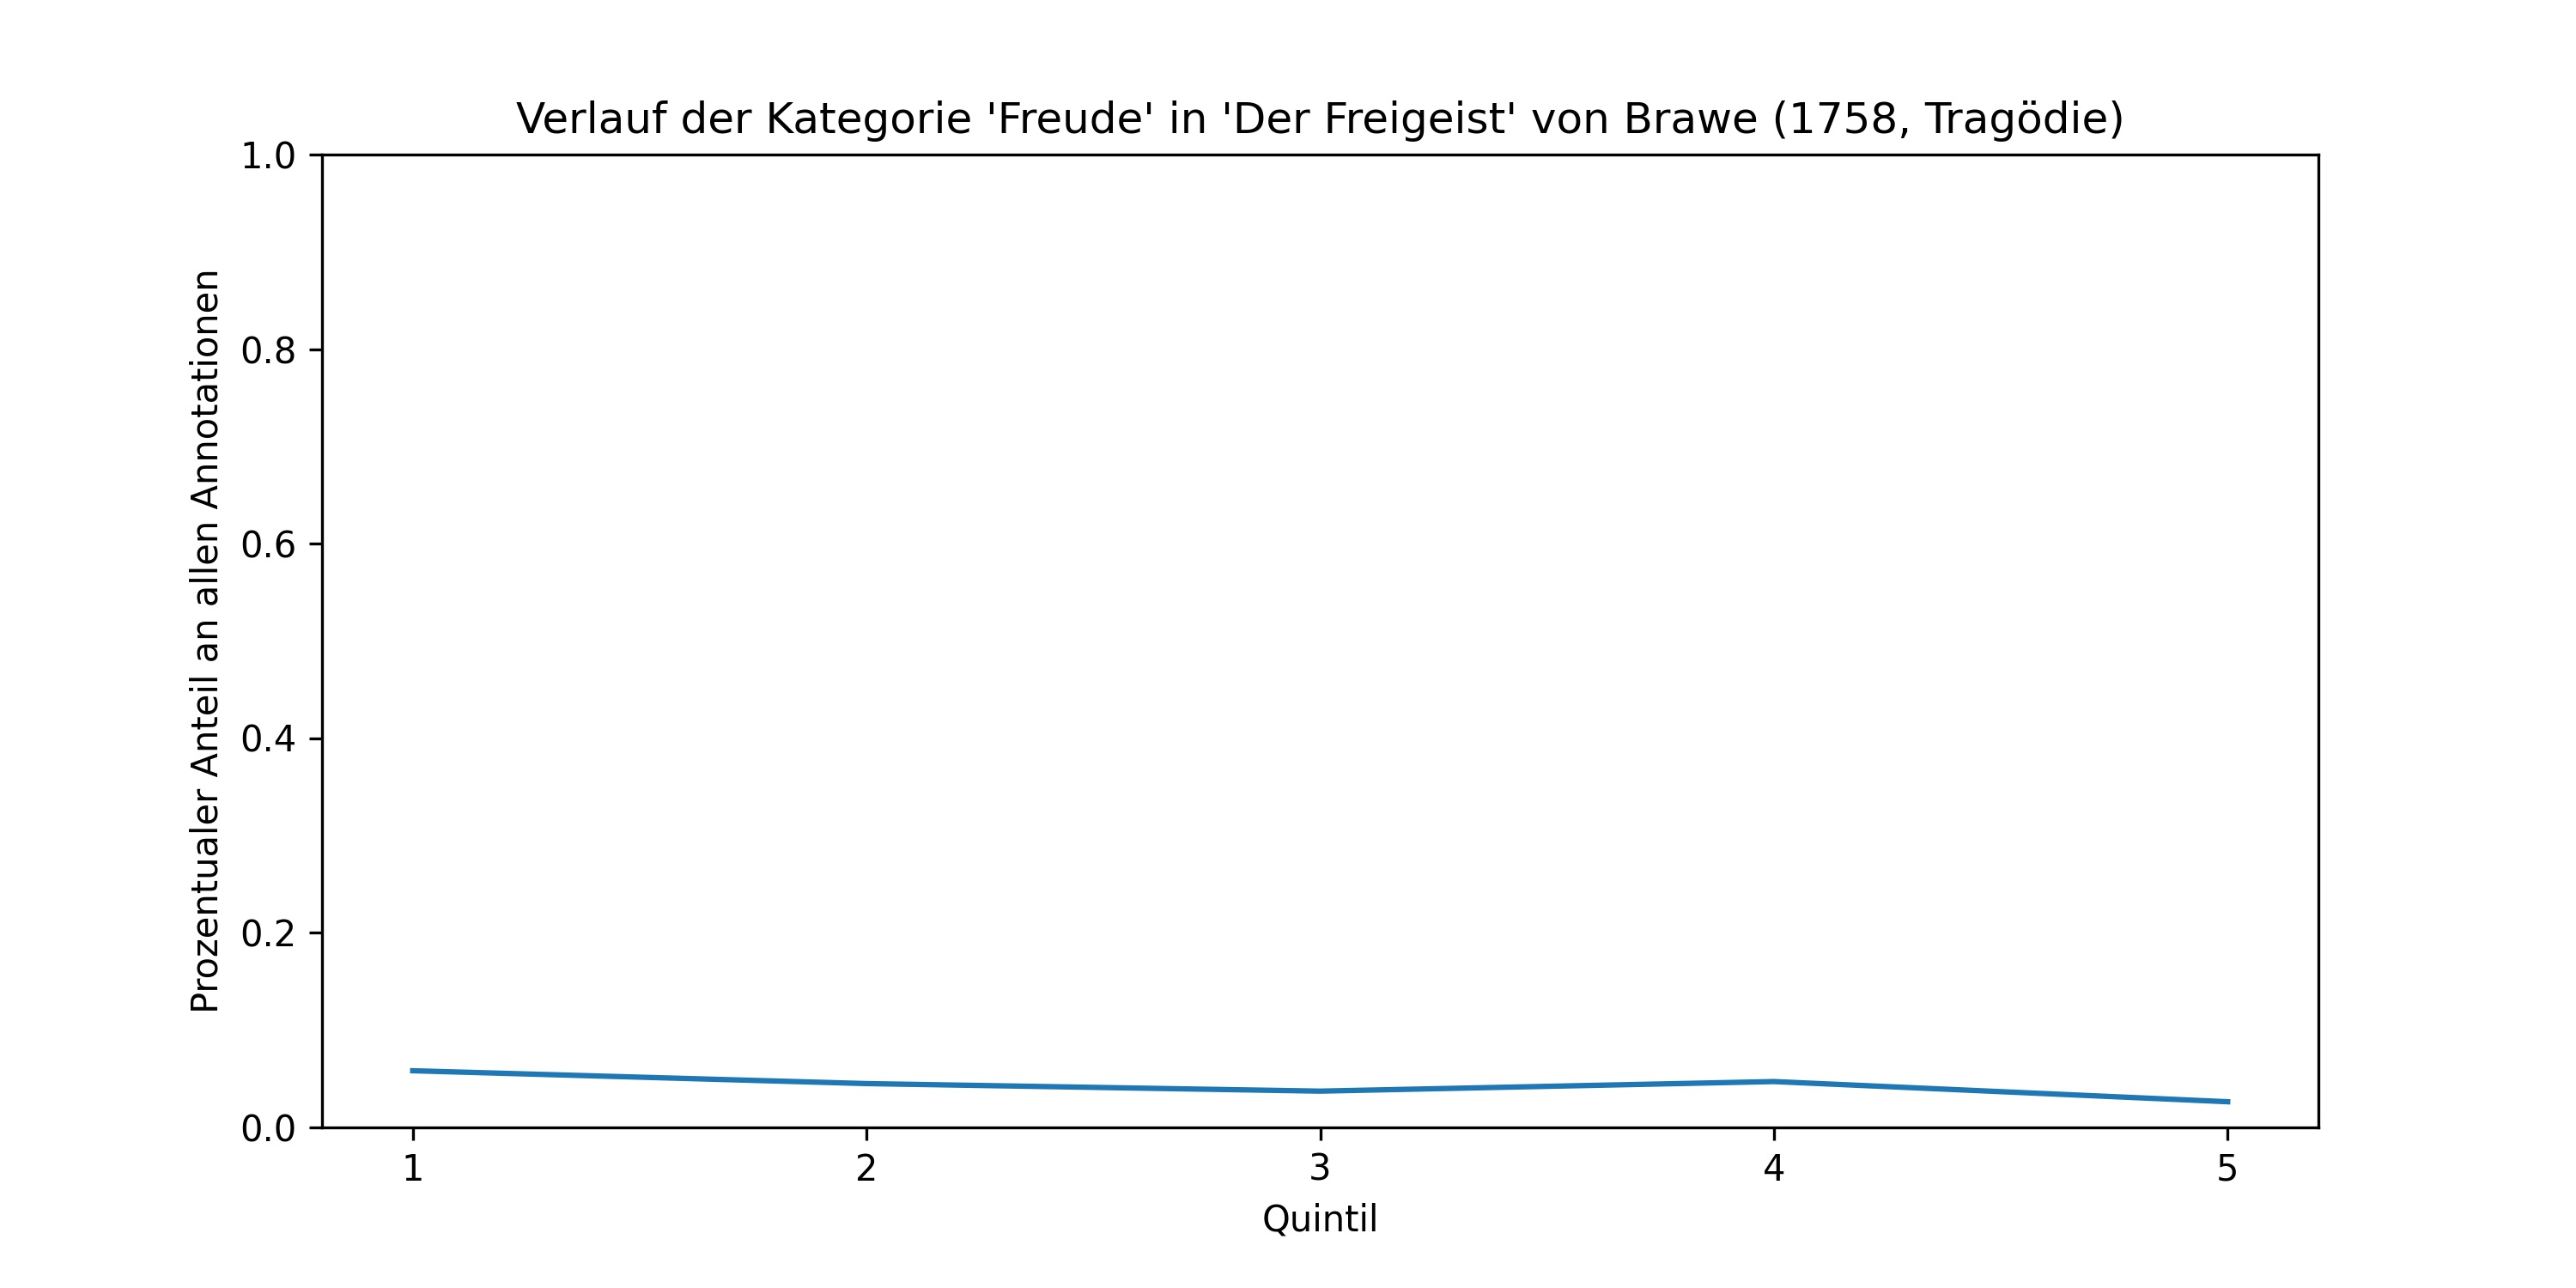 Verlauf der Kategorie 'Freude' in 'Der Freigeist' von Brawe (1758, Tragödie)
Prozentualer Anteil an allen Annotationen
1.0
0.8
0.6
0.4
0.2
0.0
1 2 3 4 5
Quintil